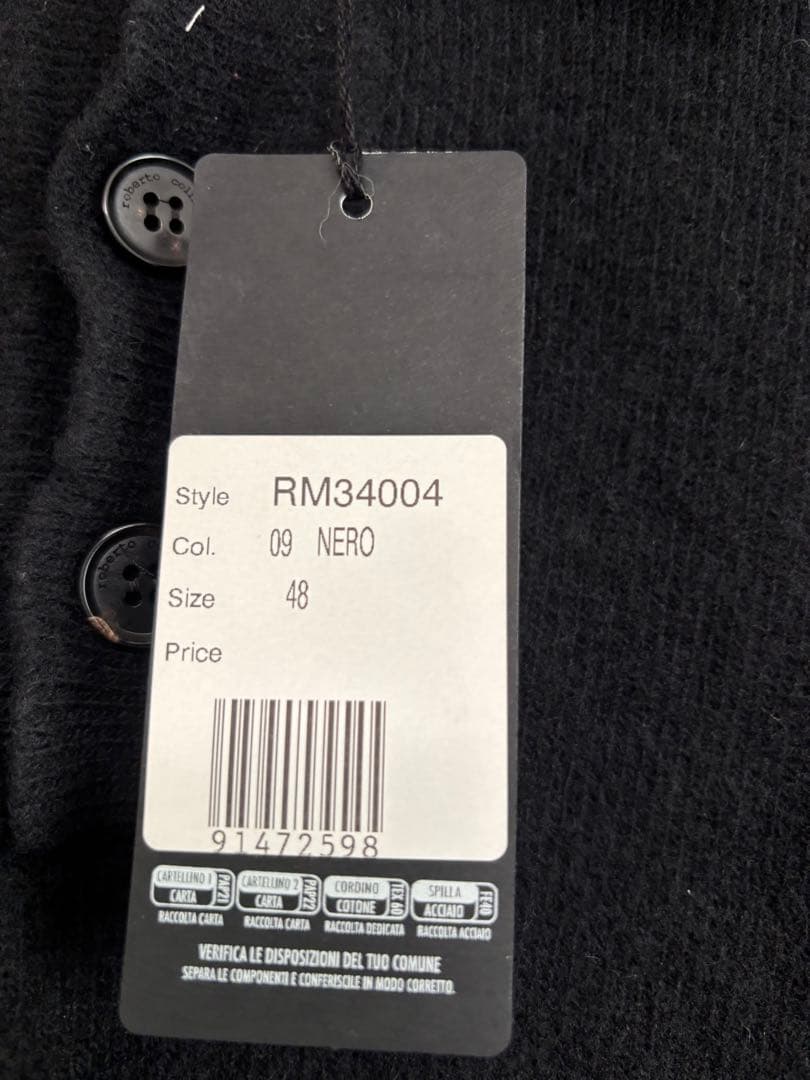 roberto coll
Style RM34004
Col. 09 NERO
roberto
Size 48
Price
91472598
CARTELLINO 1 CARTA PAP21
CARTELLINO 2 CARTA PAP22
CORDINO COTONE TEX 60
SPILLA ACCIAIO FE40
RACCOLTA CARTA RACCOLTA CARTA RACCOLTA DEDICATA RACCOLTA ACCIAIO
VERIFICA LE DISPOSIZIONI DEL TUO COMUNE
SEPARA LE COMPONENTI E CONFERISCILE IN MODO CORRETTO.